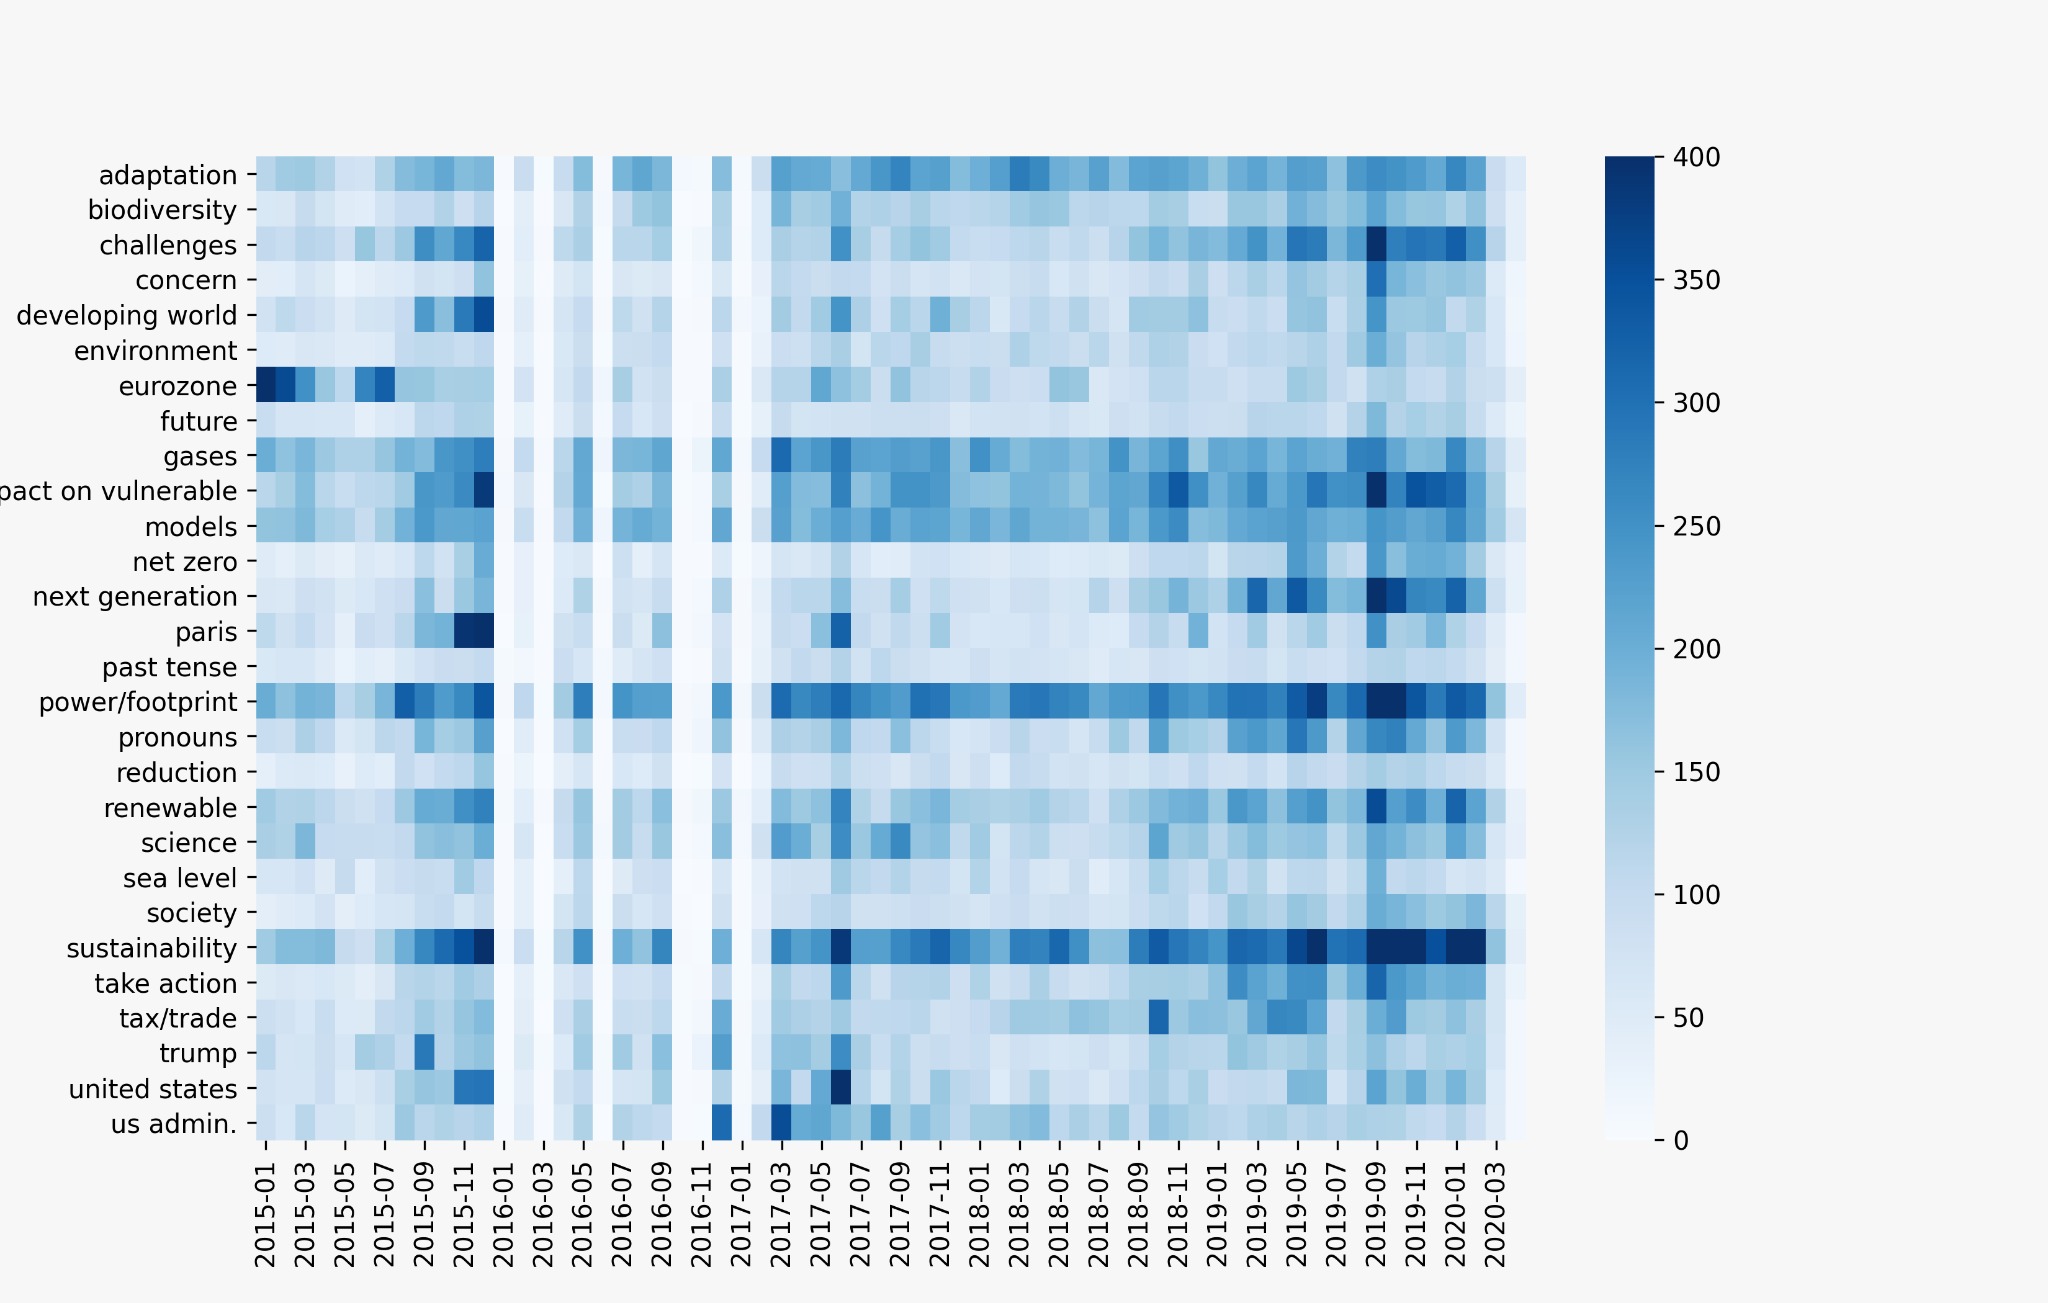 adaptation
biodiversity
challenges
concern
developing world
environment
eurozone
future
gases
pact on vulnerable
models
net zero
next generation
paris
past tense
power/footprint
pronouns
reduction
renewable
science
sea level
society
sustainability
take action
tax/trade
trump
united states
us admin.
2015-01
2015-03
2015-05
2015-07
2015-09
2015-11
2016-01
2016-03
2016-05
2016-07
2016-09
2016-11
2017-01
2017-03
2017-05
2017-07
2017-09
2017-11
2018-01
2018-03
2018-05
2018-07
2018-09
2018-11
2019-01
2019-03
2019-05
2019-07
2019-09
2019-11
2020-01
2020-03
400
350
300
250
200
150
100
50
0